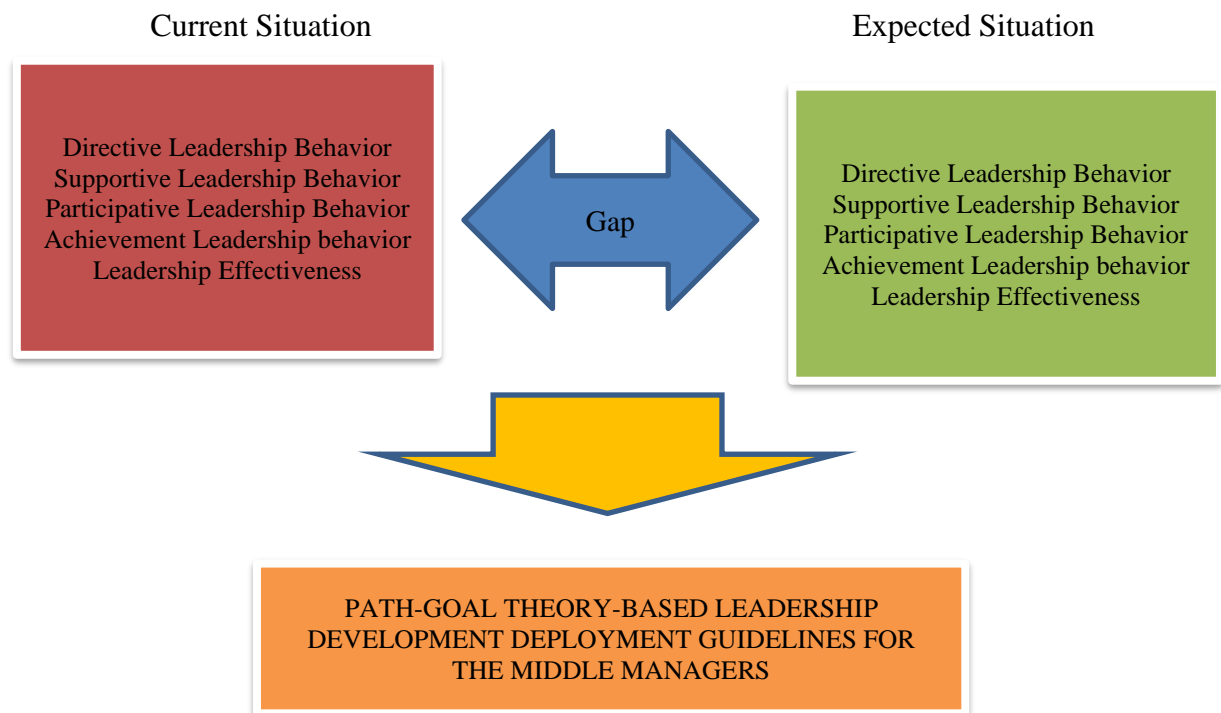 Current Situation
Expected Situation
Directive Leadership Behavior
Supportive Leadership Behavior
Participative Leadership Behavior
Achievement Leadership behavior
Leadership Effectiveness
Gap
Directive Leadership Behavior
Supportive Leadership Behavior
Participative Leadership Behavior
Achievement Leadership behavior
Leadership Effectiveness
PATH-GOAL THEORY-BASED LEADERSHIP
DEVELOPMENT DEPLOYMENT GUIDELINES FOR
THE MIDDLE MANAGERS